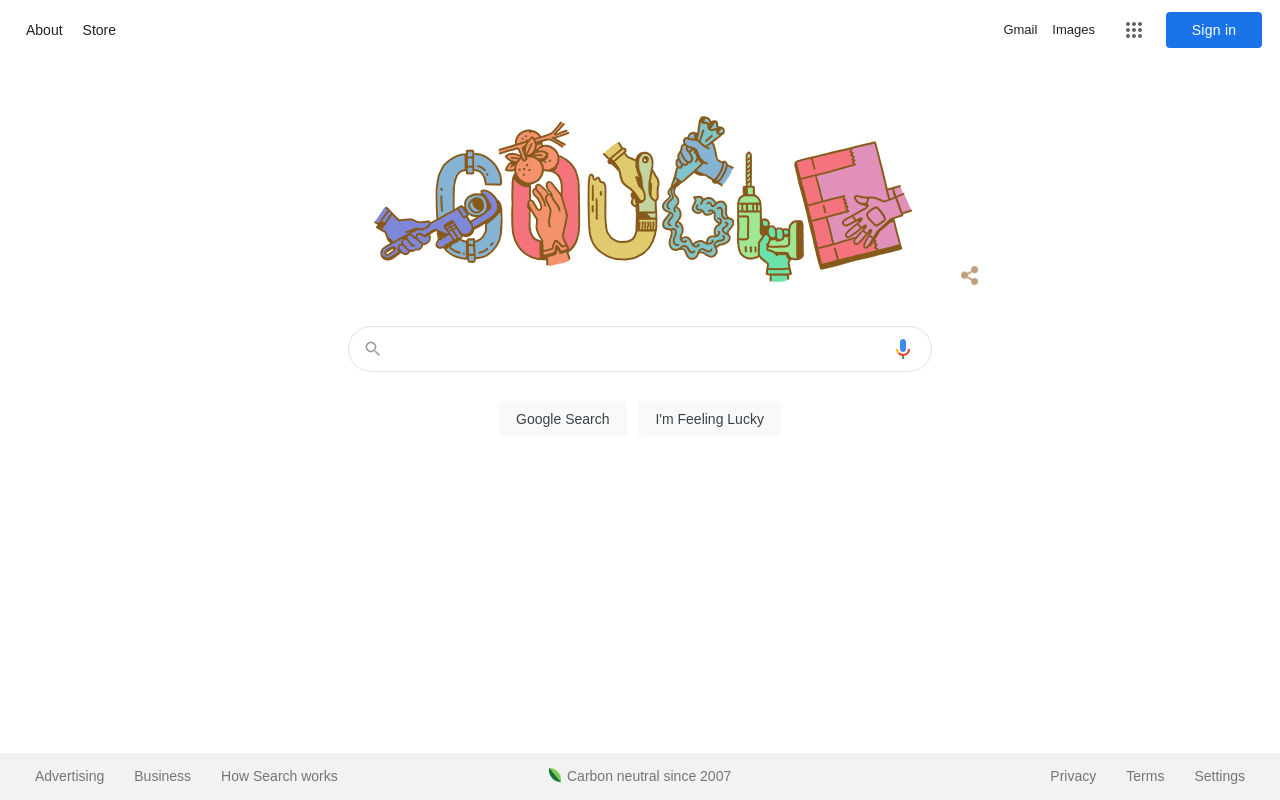 About Store Gmail Images Sign in
GOOGLE
Google Search I'm Feeling Lucky
Advertising Business How Search works Carbon neutral since 2007 Privacy Terms Settings